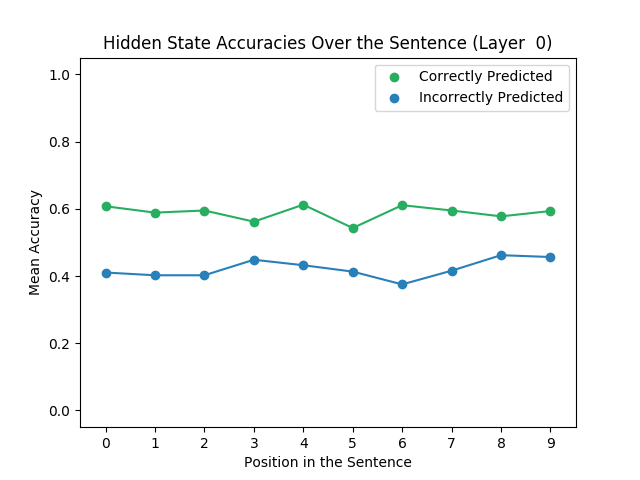 Hidden State Accuracies Over the Sentence (Layer  0)
Correctly Predicted
Incorrectly Predicted
Mean Accuracy
1.0
0.8
0.6
0.4
0.2
0.0
0 1 2 3 4 5 6 7 8 9
Position in the Sentence